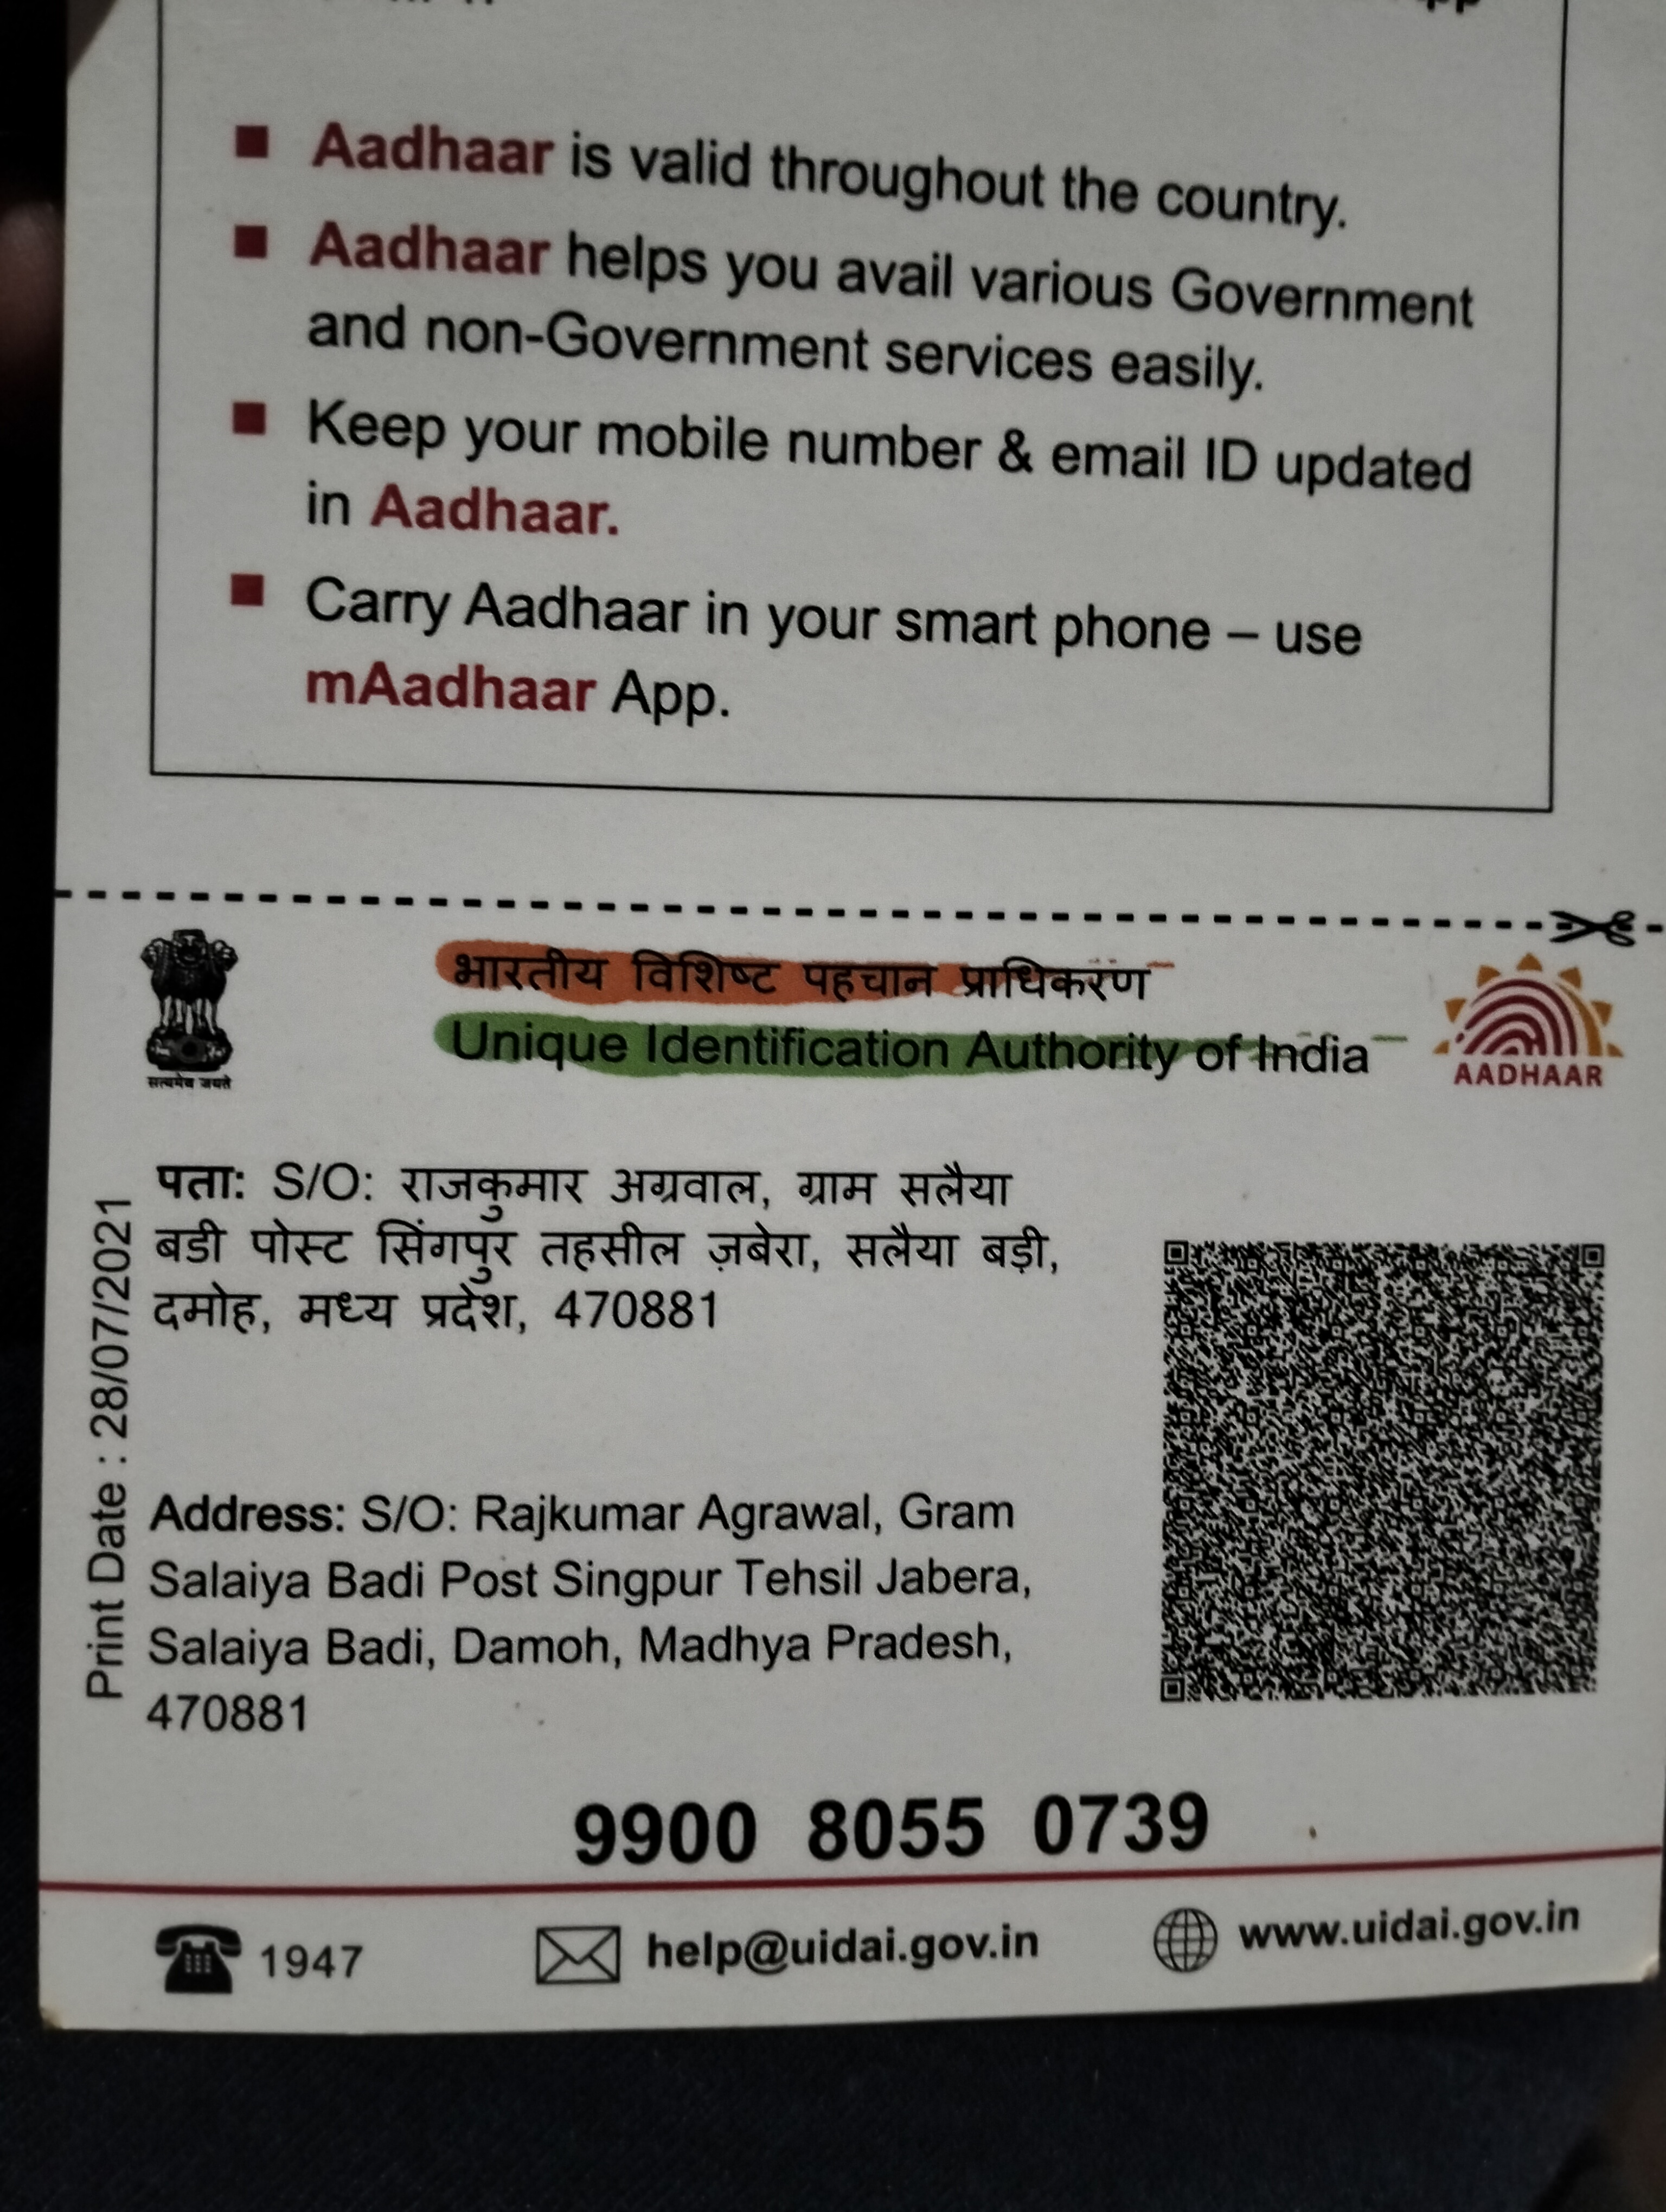 Aadhaar is valid throughout the country.
Aadhaar helps you avail various Government
and non-Government services easily.
Keep your mobile number & email ID updated
in Aadhaar.
Carry Aadhaar in your smart phone – use
mAadhaar App.
भारतीय विशिष्ट पहचान प्राधिकरण
Unique Identification Authority of India
सत्यमेव जयते
AADHAAR
Print Date : 28/07/2021
पता: S/O: राजकुमार अग्रवाल, ग्राम सलैया
बडी पोस्ट सिंगपुर तहसील ज़बेरा, सलैया बड़ी,
दमोह, मध्य प्रदेश, 470881
Address: S/O: Rajkumar Agrawal, Gram
Salaiya Badi Post Singpur Tehsil Jabera,
Salaiya Badi, Damoh, Madhya Pradesh,
470881
9900 8055 0739
1947
help@uidai.gov.in
www.uidai.gov.in